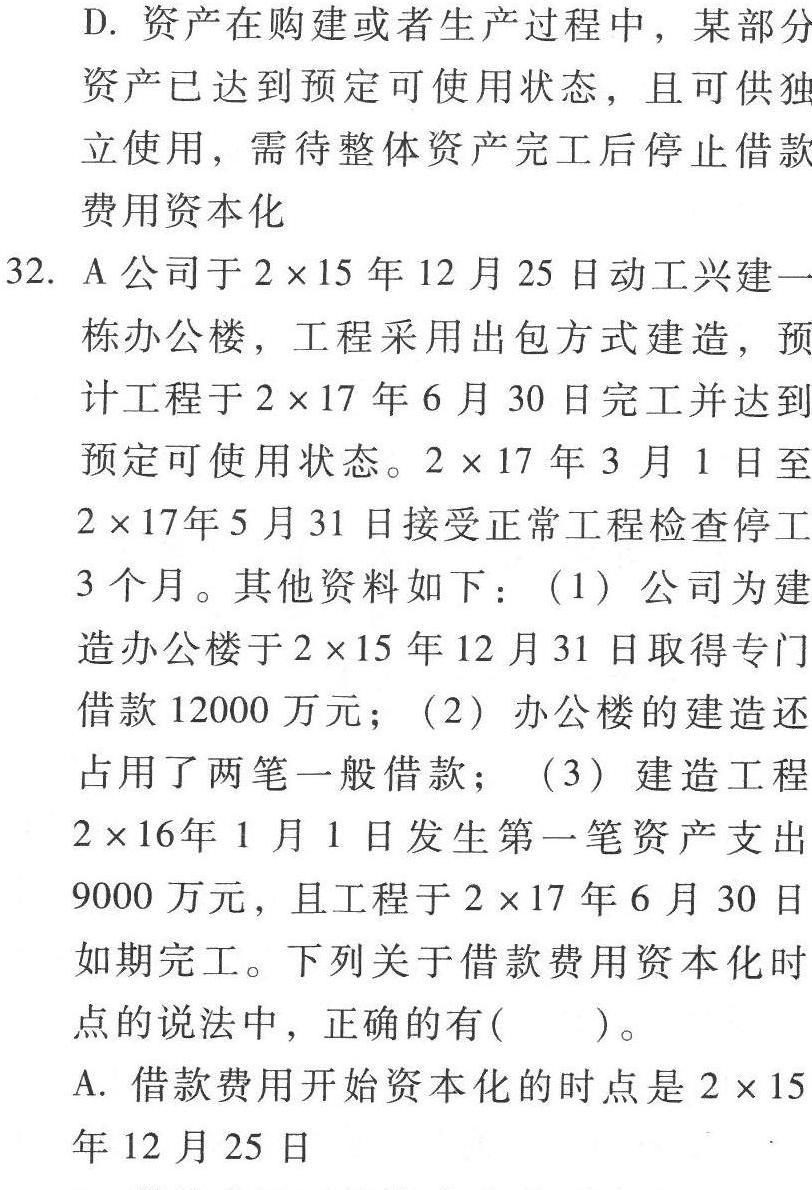 D. 资产在购建或者生产过程中，某部分
资产已达到预定可使用状态，且可供独
立使用，需待整体资产完工后停止借款
费用资本化
32. A 公司于 2 × 15 年 12 月 25 日动工兴建一
栋办公楼，工程采用出包方式建造，预
计工程于 2 × 17 年 6 月 30 日完工并达到
预定可使用状态。2 × 17 年 3 月 1 日至
2 × 17年 5 月 31 日接受正常工程检查停工
3 个月。其他资料如下：（1）公司为建
造办公楼于 2 × 15 年 12 月 31 日取得专门
借款 12000 万元；（2）办公楼的建造还
占用了两笔一般借款；（3）建造工程
2 × 16年 1 月 1 日发生第一笔资产支出
9000 万元，且工程于 2 × 17 年 6 月 30 日
如期完工。下列关于借款费用资本化时
点的说法中，正确的有(　　)。
A. 借款费用开始资本化的时点是 2 × 15
年 12 月 25 日